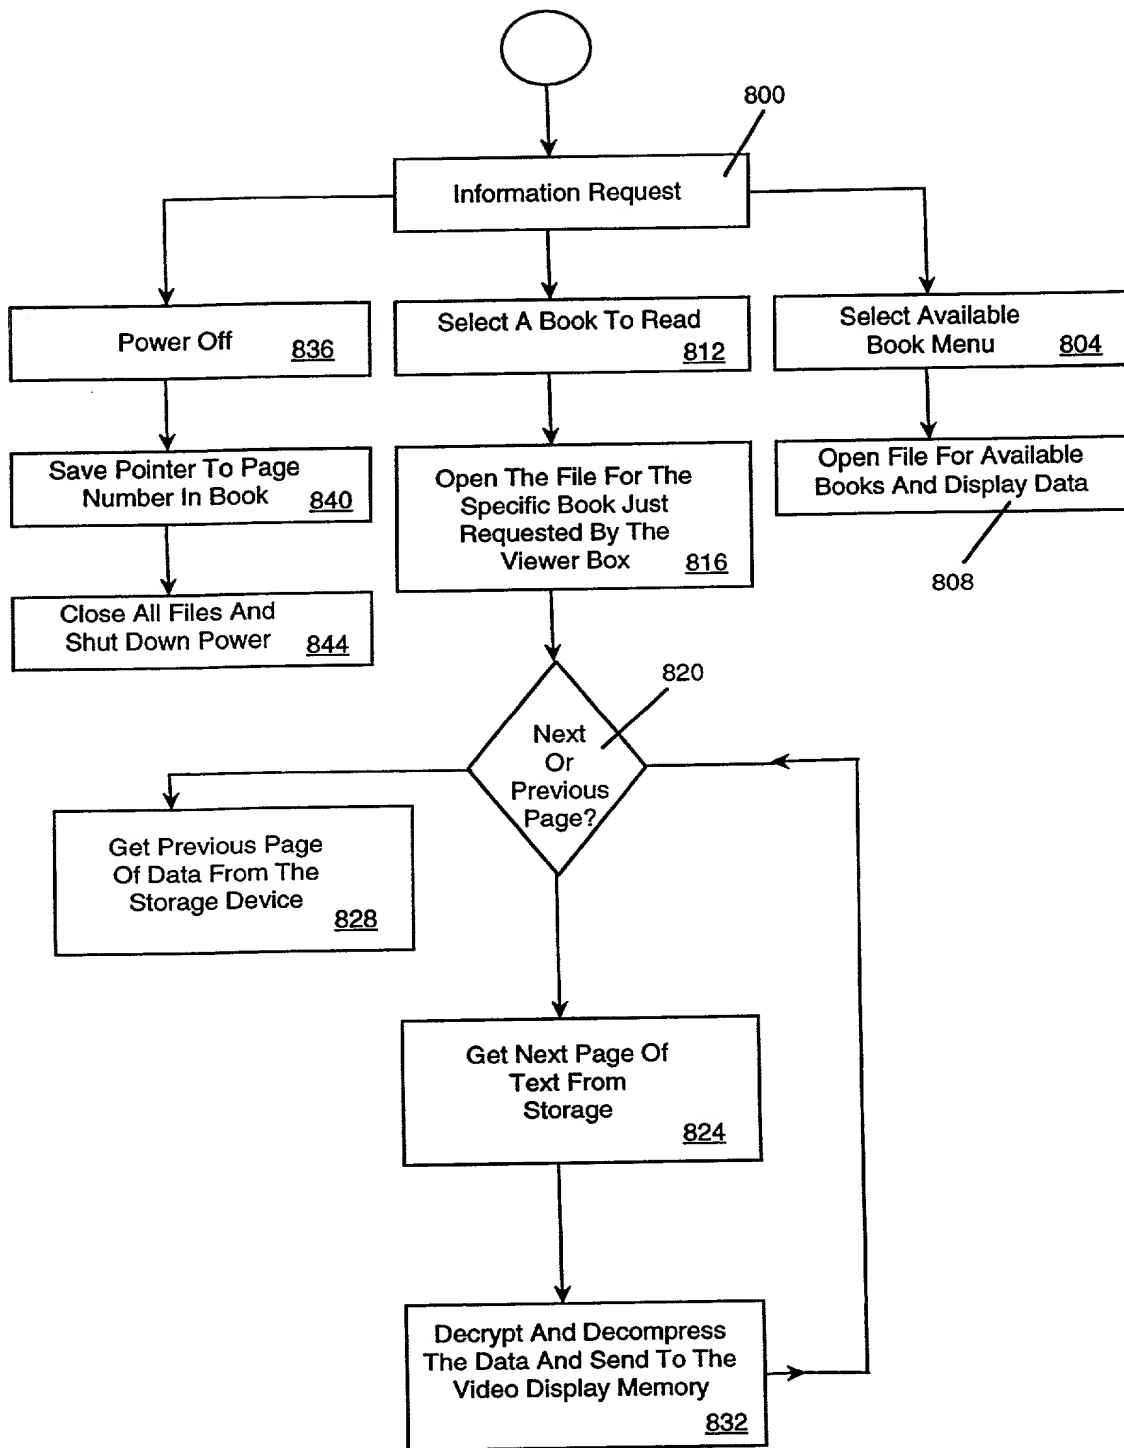 800
Information Request
Power Off
836
Select A Book To Read
812
Select Available
Book Menu
804
Save Pointer To Page
Number In Book
840
Open The File For The
Specific Book Just
Requested By The
Viewer Box
816
Open File For Available
Books And Display Data
808
Close All Files And
Shut Down Power
844
820
Next
Or
Previous
Page?
Get Previous Page
Of Data From The
Storage Device
828
Get Next Page Of
Text From
Storage
824
Decrypt And Decompress
The Data And Send To The
Video Display Memory
832